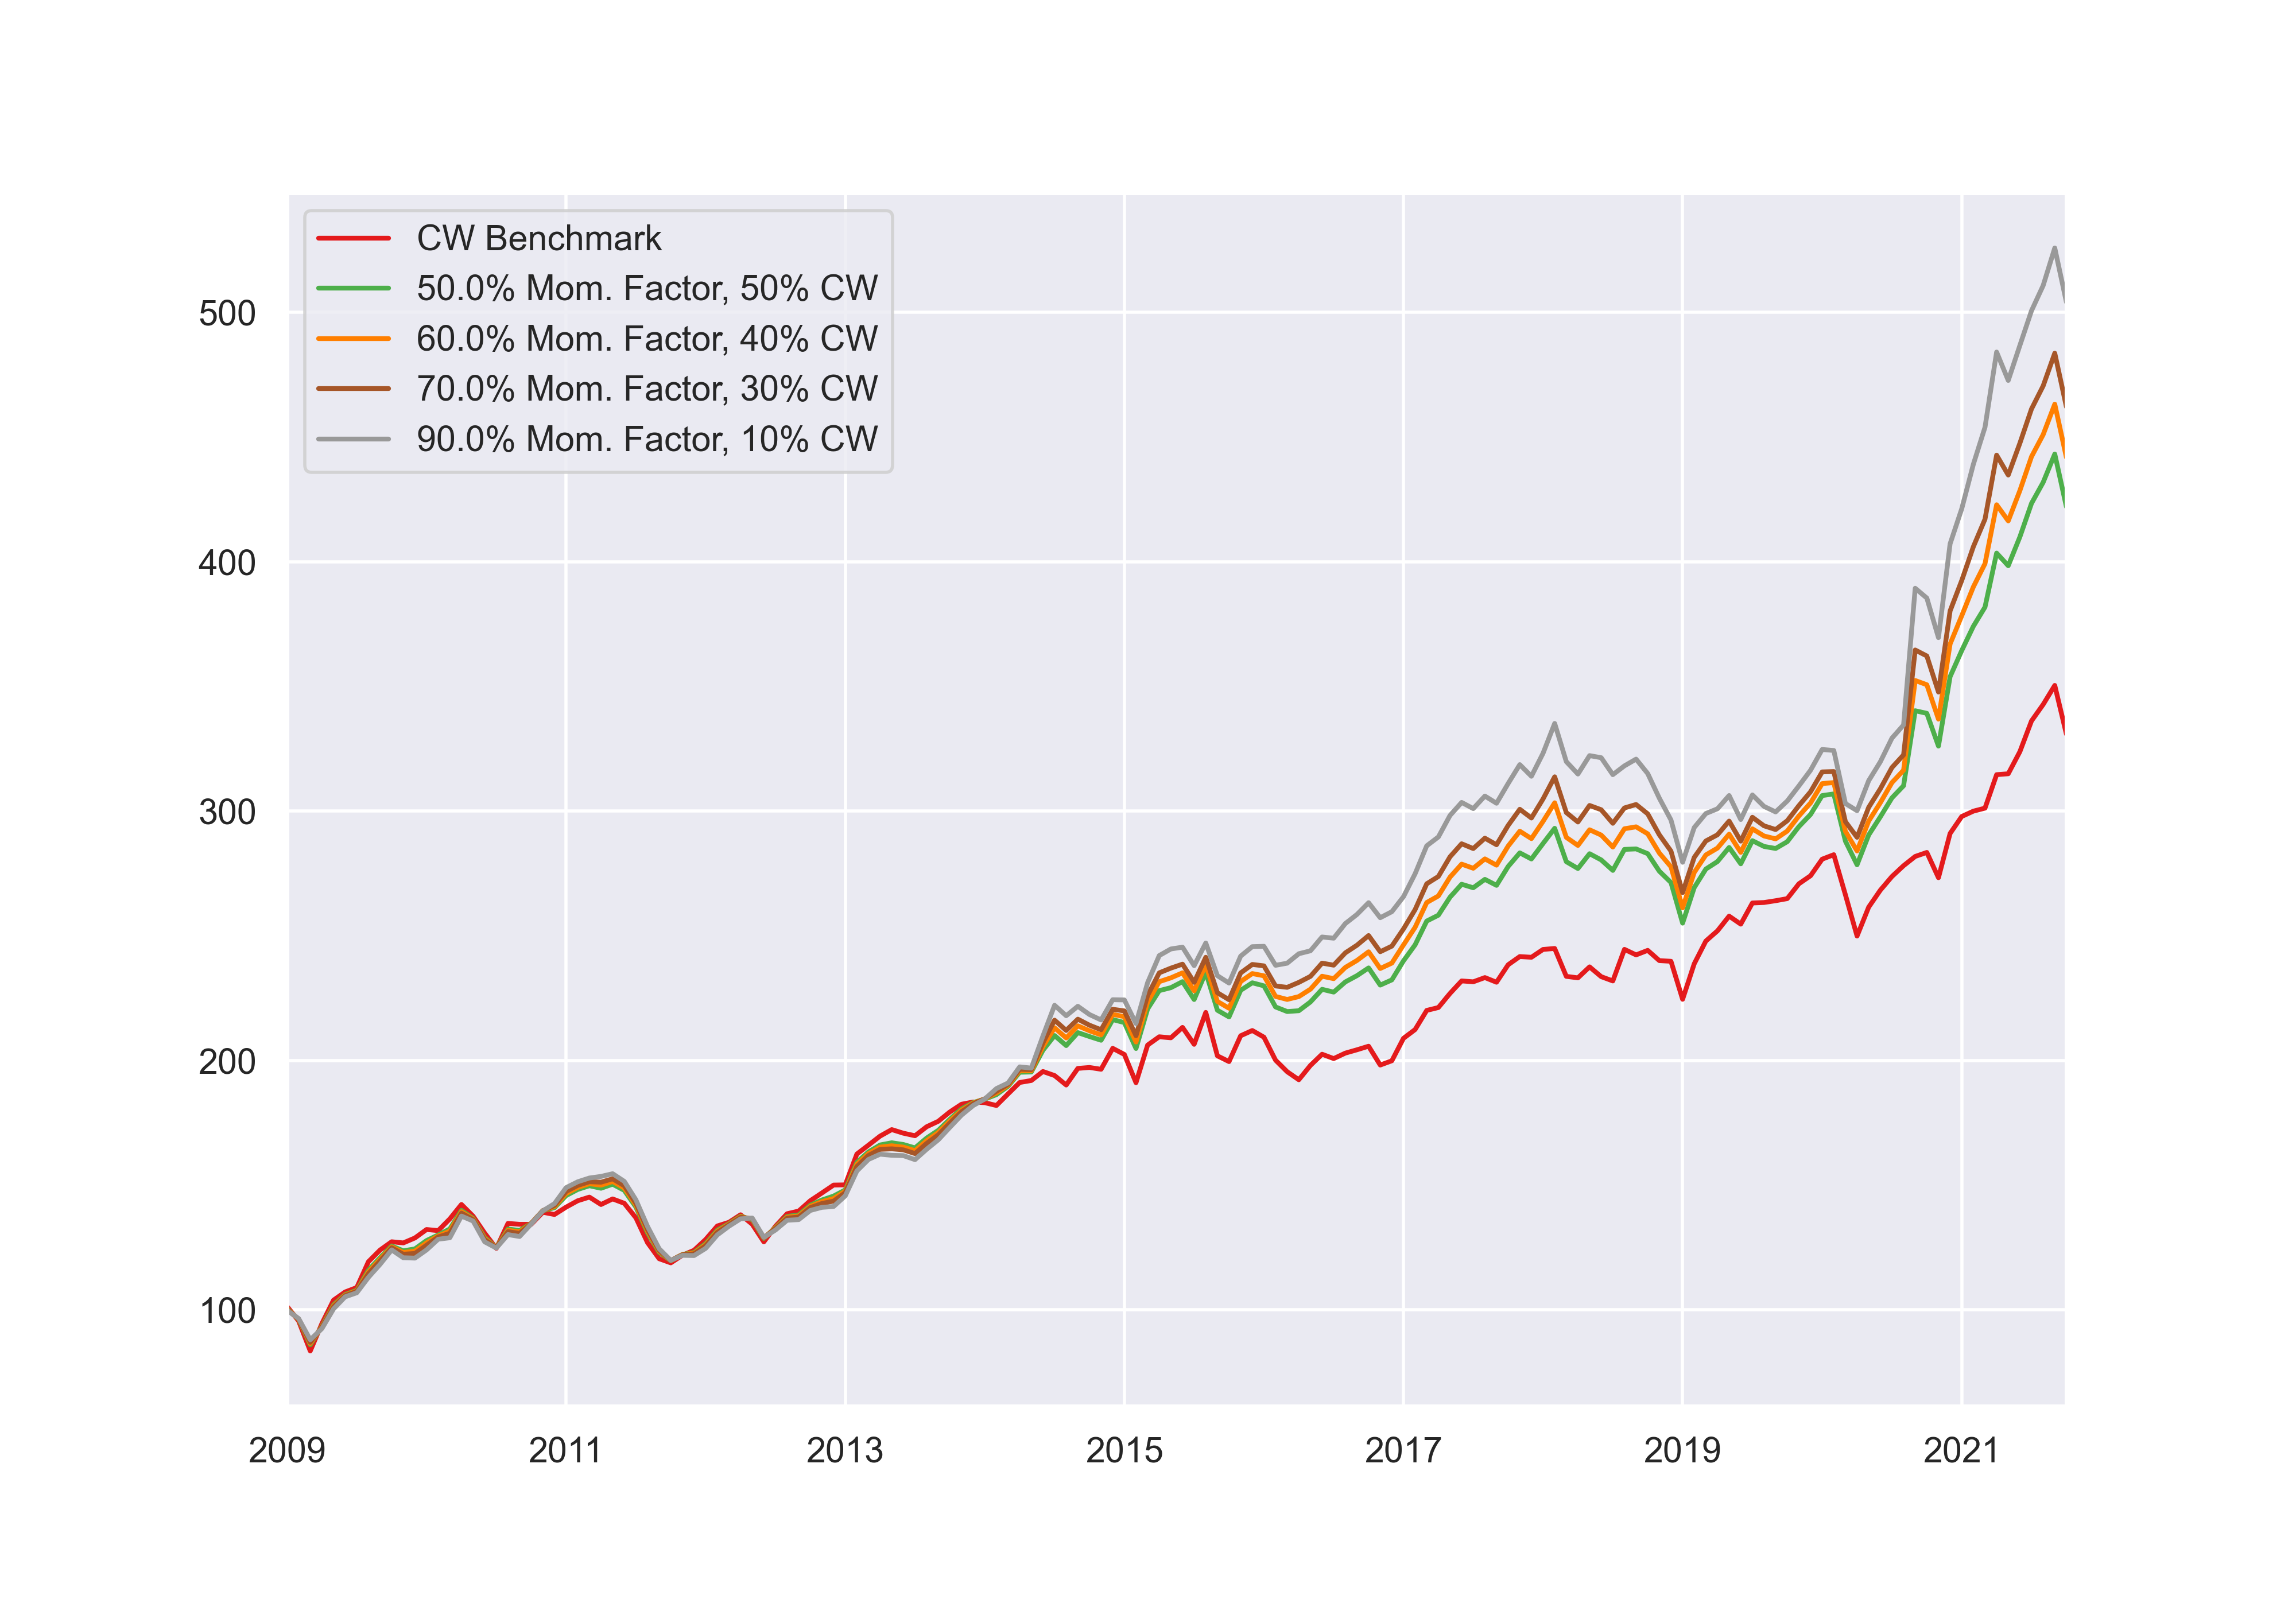 CW Benchmark
50.0% Mom. Factor, 50% CW
60.0% Mom. Factor, 40% CW
70.0% Mom. Factor, 30% CW
90.0% Mom. Factor, 10% CW
500
400
300
200
100
2009 2011 2013 2015 2017 2019 2021